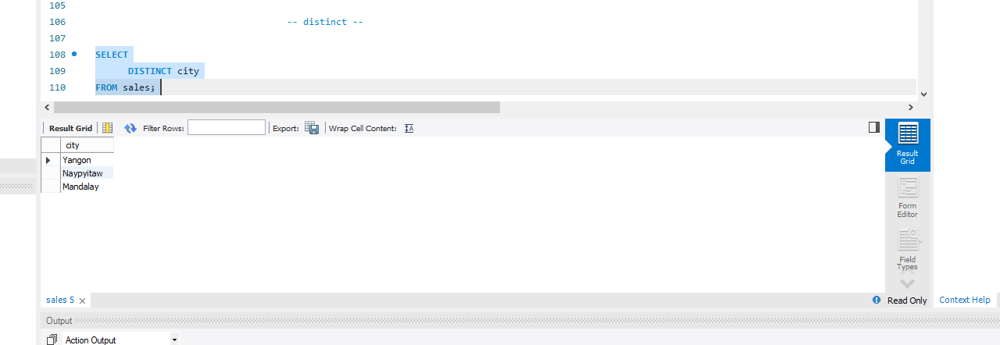 105
106 -- distinct --
107
108 SELECT
109 DISTINCT city
110 FROM sales;
Result Grid Filter Rows: Export: Wrap Cell Content:
city
Yangon
Naypyitaw
Mandalay
Result Grid
Form Editor
Field Types
sales 5 Read Only Context Help
Output
Action Output